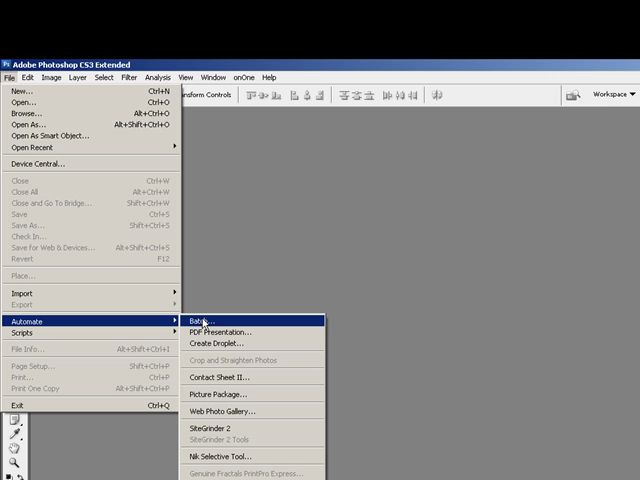 Ps Adobe Photoshop CS3 Extended
File Edit Image Layer Select Filter Analysis View Window onOne Help
New... Ctrl+N
Transform Controls
Workspace
Open... Ctrl+O
Browse... Alt+Ctrl+O
Open As... Alt+Shift+Ctrl+O
Open As Smart Object...
Open Recent
Device Central...
Close Ctrl+W
Close All Alt+Ctrl+W
Close and Go To Bridge... Shift+Ctrl+W
Save Ctrl+S
Save As... Shift+Ctrl+S
Check In...
Save for Web & Devices... Alt+Shift+Ctrl+S
Revert F12
Place...
Import
Export
Automate
Scripts
File Info... Alt+Shift+Ctrl+I
Page Setup... Shift+Ctrl+P
Print... Ctrl+P
Print One Copy Alt+Shift+Ctrl+P
Exit Ctrl+Q
Batch...
PDF Presentation...
Create Droplet...
Crop and Straighten Photos
Contact Sheet II...
Picture Package...
Web Photo Gallery...
SiteGrinder 2
SiteGrinder 2 Tools
Nik Selective Tool...
Genuine Fractals PrintPro Express...